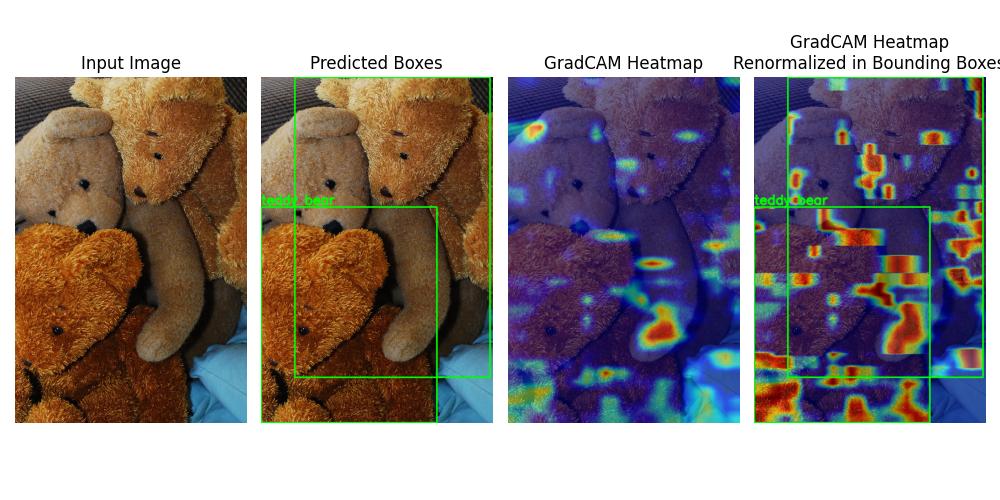 Input Image
Predicted Boxes
GradCAM Heatmap
GradCAM Heatmap
Renormalized in Bounding Boxes
teddy bear
teddy bear